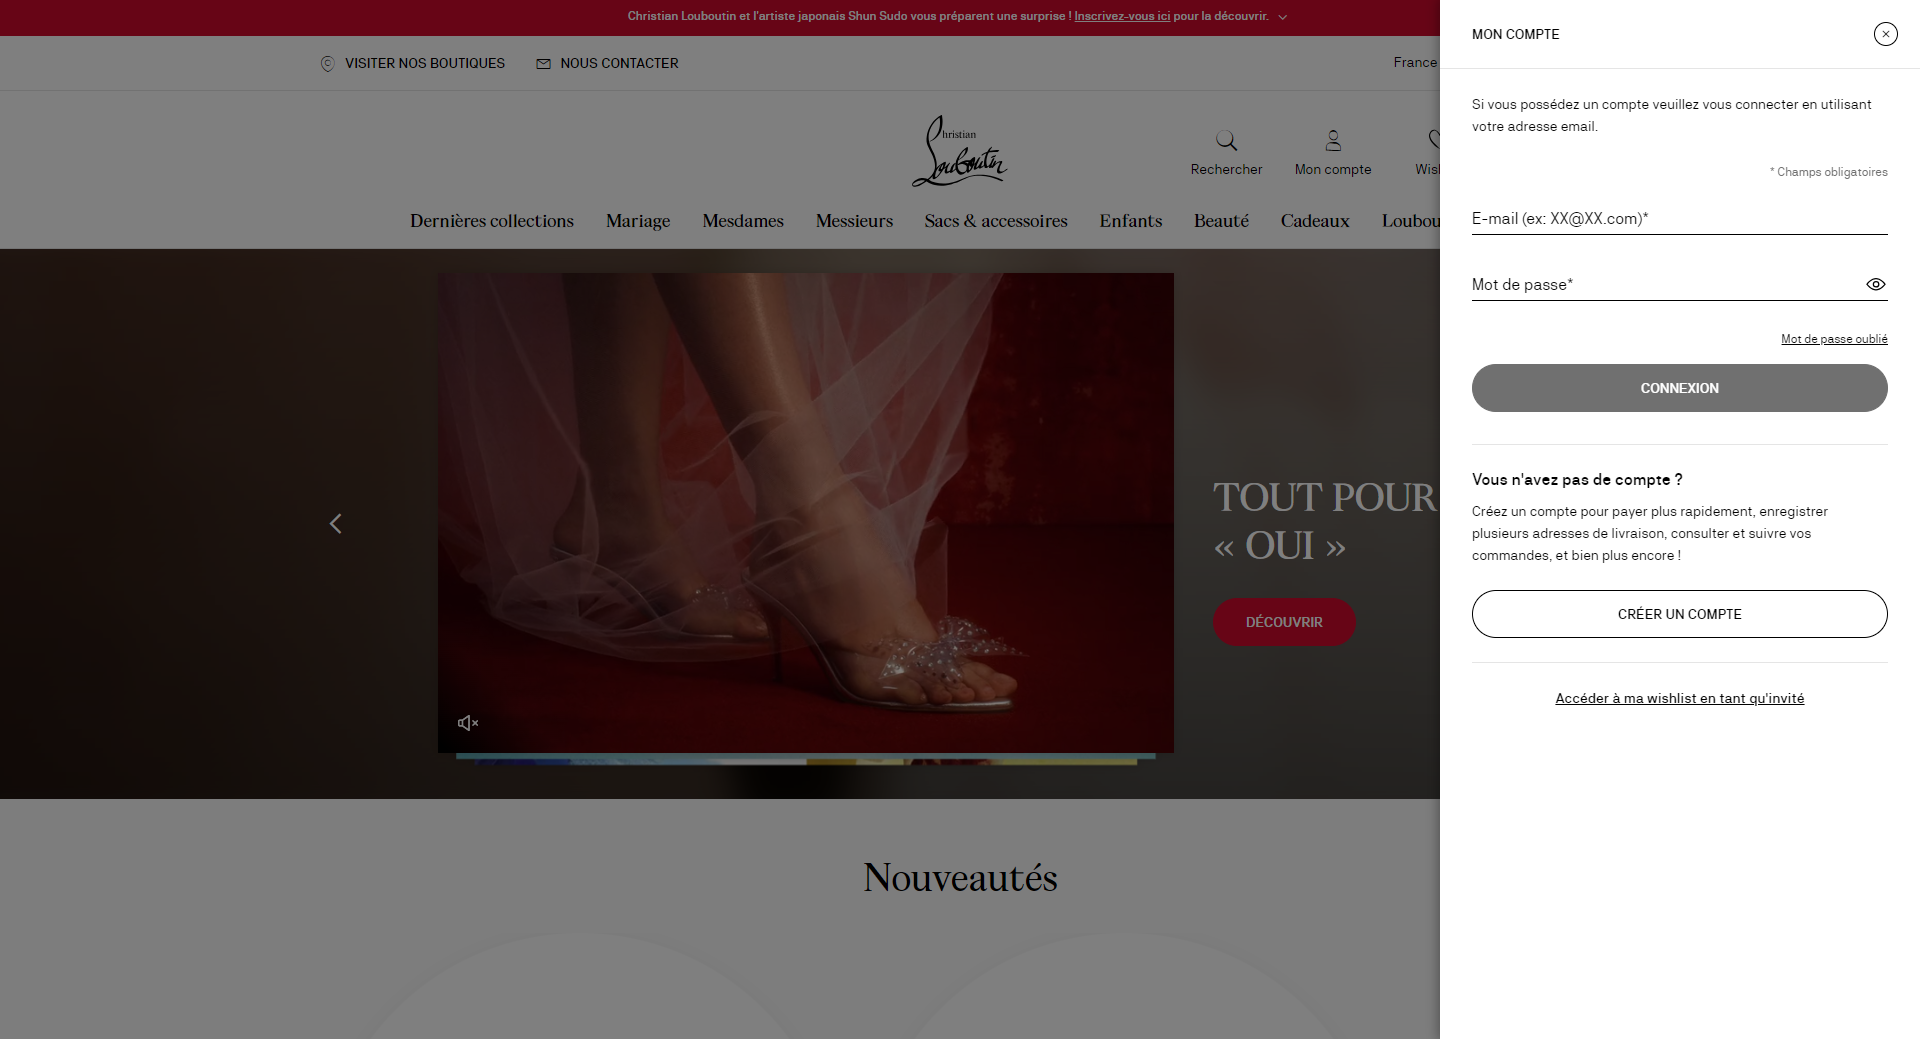 Christian Louboutin et l'artiste japonais Shun Sudo vous préparent une surprise ! Inscrivez-vous ici pour la découvrir.
VISITER NOS BOUTIQUES
NOUS CONTACTER
France
Christian
Louboutin
Rechercher
Mon compte
Dernières collections
Mariage
Mesdames
Messieurs
Sacs & accessoires
Enfants
Beauté
Cadeaux
TOUT POUR
« OUI »
DÉCOUVRIR
Nouveautés
MON COMPTE
Si vous possédez un compte veuillez vous connecter en utilisant
votre adresse email.
* Champs obligatoires
E-mail (ex: XX@XX.com)*
Mot de passe*
Mot de passe oublié
CONNEXION
Vous n'avez pas de compte ?
Créez un compte pour payer plus rapidement, enregistrer
plusieurs adresses de livraison, consulter et suivre vos
commandes, et bien plus encore !
CRÉER UN COMPTE
Accéder à ma wishlist en tant qu'invité